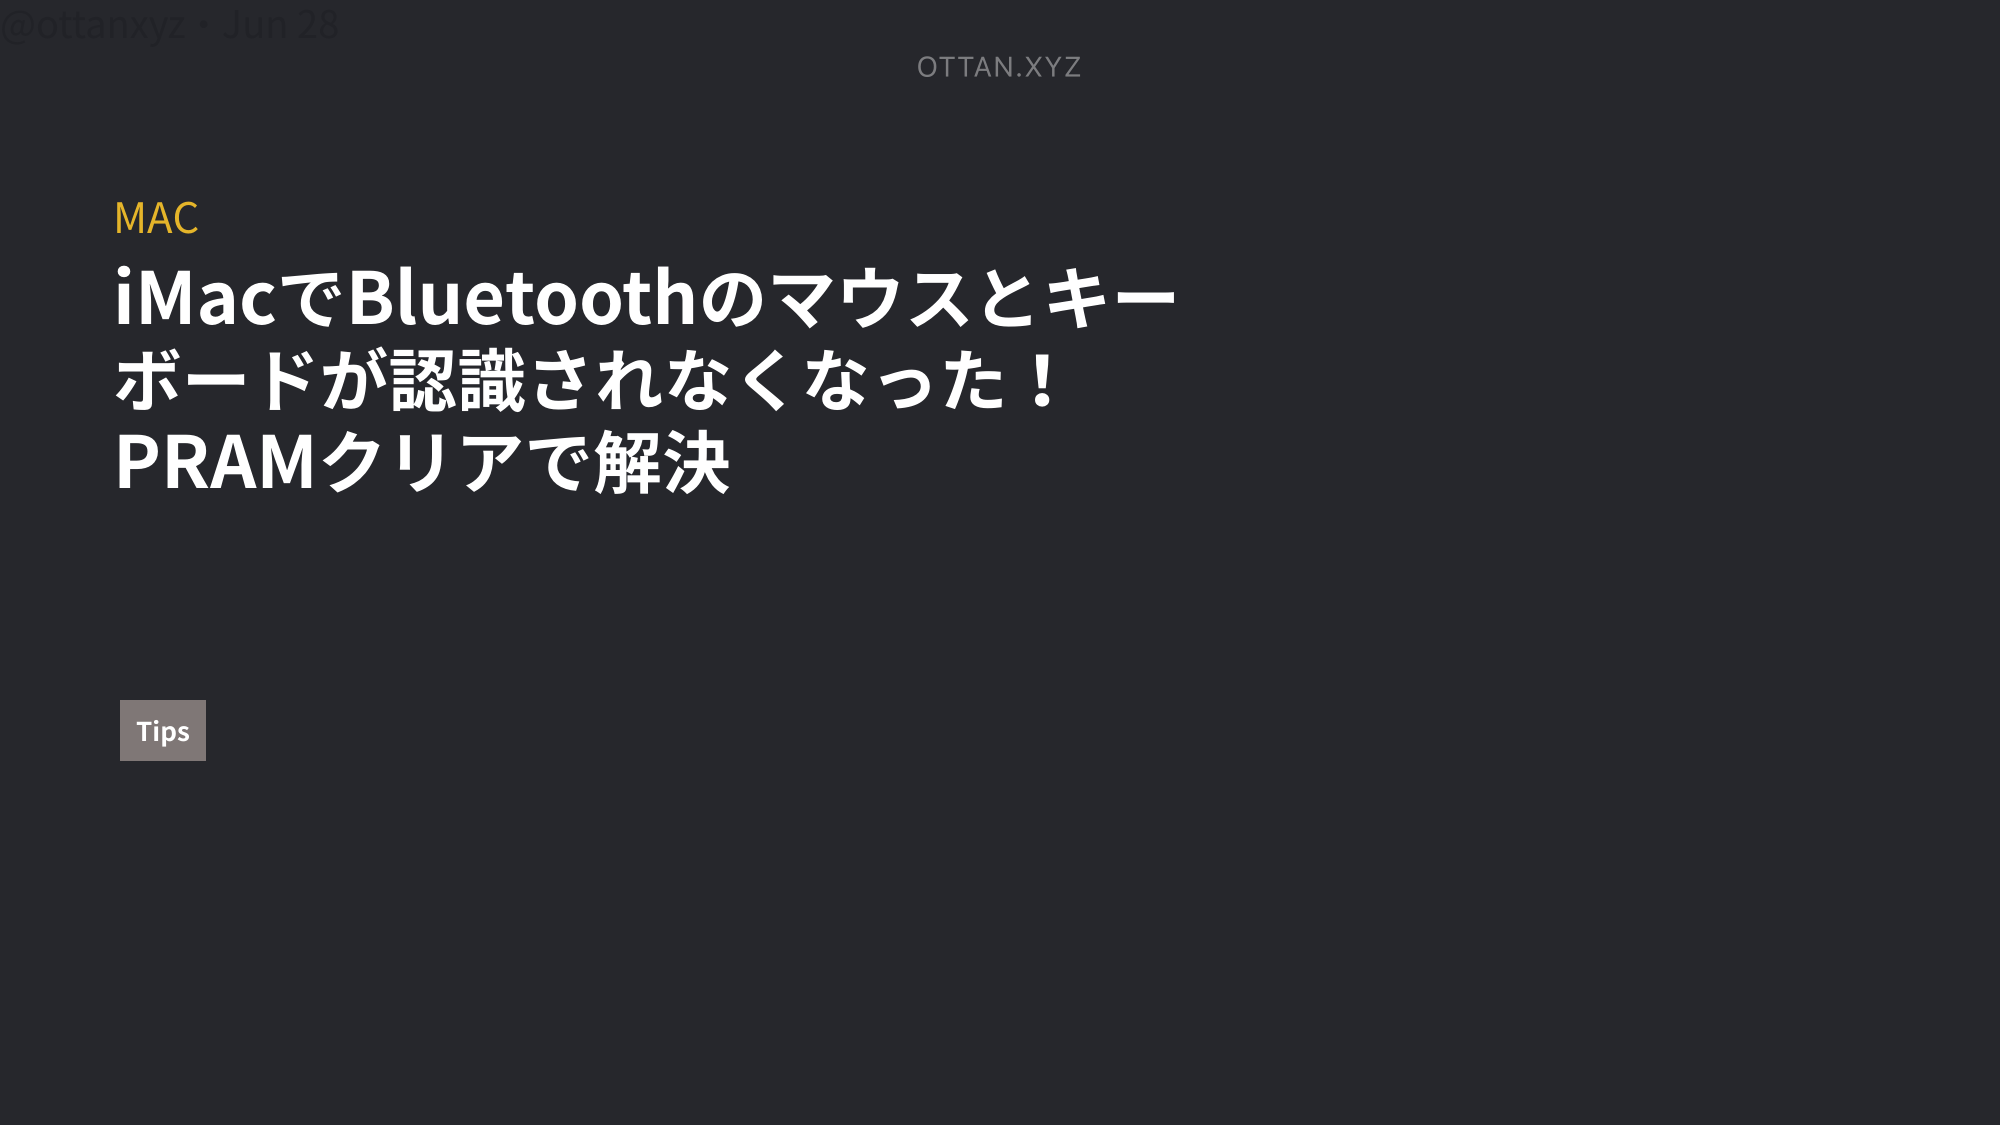 @ottanxyz・Jun 28
OTTAN.XYZ
MAC
iMacでBluetoothのマウスとキー
ボードが認識されなくなった！
PRAMクリアで解決
Tips